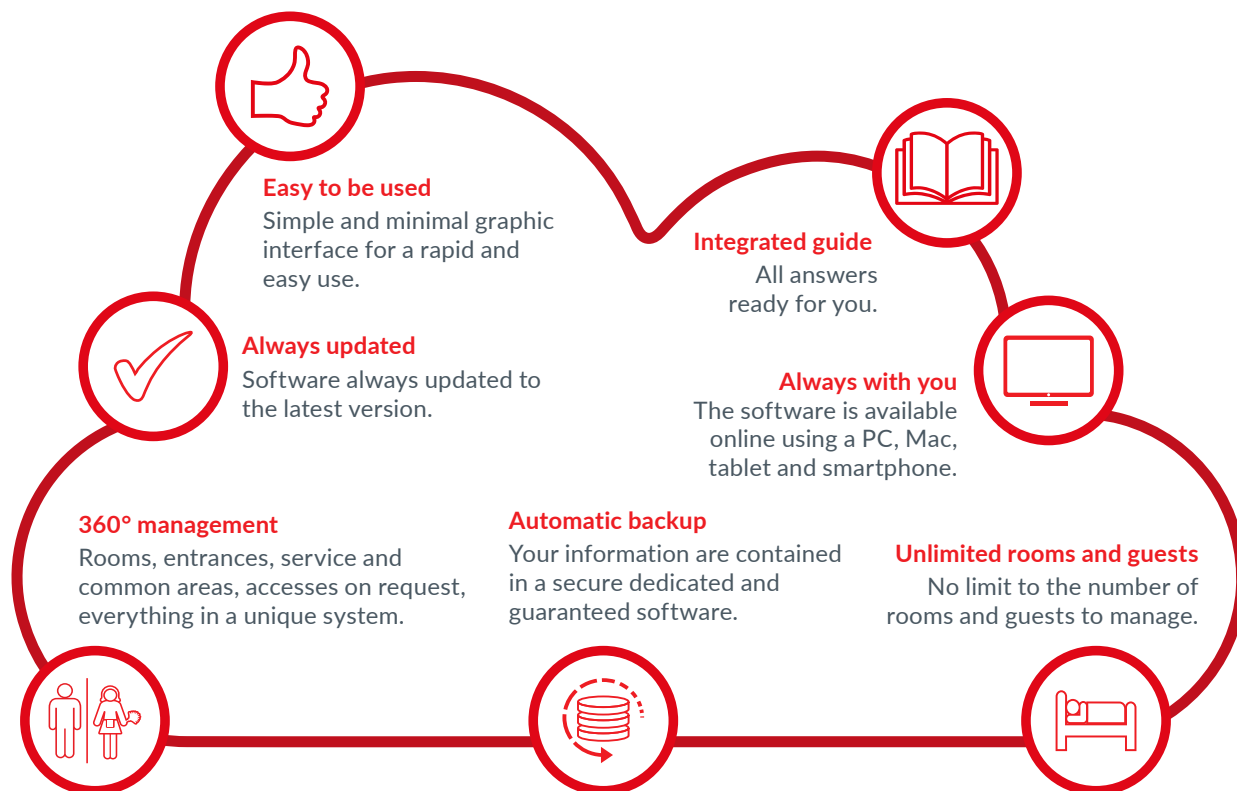 Easy to be used
Simple and minimal graphic
interface for a rapid and
easy use.
Integrated guide
All answers
ready for you.
Always updated
Software always updated to
the latest version.
Always with you
The software is available
online using a PC, Mac,
tablet and smartphone.
360° management
Rooms, entrances, service and
common areas, accesses on request,
everything in a unique system.
Automatic backup
Your information are contained
in a secure dedicated and
guaranteed software.
Unlimited rooms and guests
No limit to the number of
rooms and guests to manage.